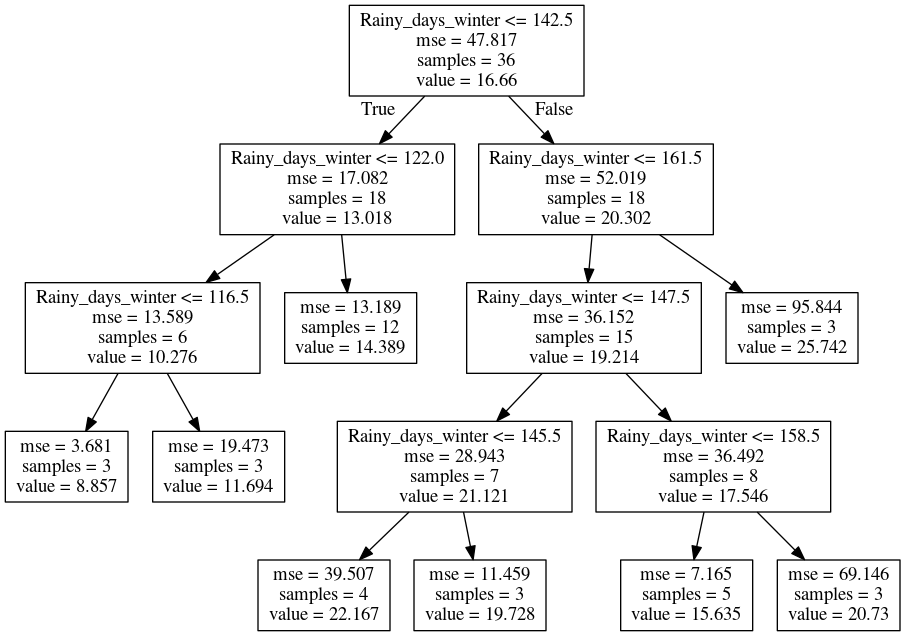 Rainy_days_winter <= 142.5
mse = 47.817
samples = 36
value = 16.66
True
False
Rainy_days_winter <= 122.0
mse = 17.082
samples = 18
value = 13.018
Rainy_days_winter <= 161.5
mse = 52.019
samples = 18
value = 20.302
Rainy_days_winter <= 116.5
mse = 13.589
samples = 6
value = 10.276
mse = 13.189
samples = 12
value = 14.389
Rainy_days_winter <= 147.5
mse = 36.152
samples = 15
value = 19.214
mse = 95.844
samples = 3
value = 25.742
mse = 3.681
samples = 3
value = 8.857
mse = 19.473
samples = 3
value = 11.694
Rainy_days_winter <= 145.5
mse = 28.943
samples = 7
value = 21.121
Rainy_days_winter <= 158.5
mse = 36.492
samples = 8
value = 17.546
mse = 39.507
samples = 4
value = 22.167
mse = 11.459
samples = 3
value = 19.728
mse = 7.165
samples = 5
value = 15.635
mse = 69.146
samples = 3
value = 20.73